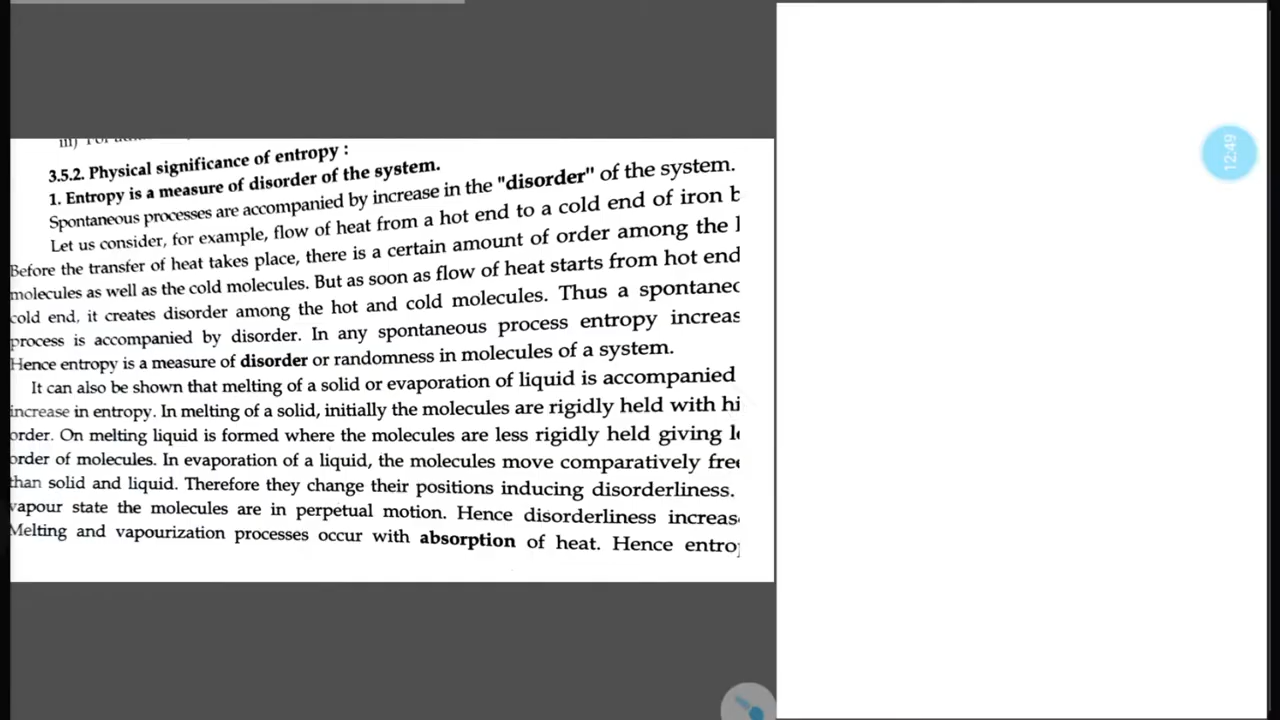 iii) For
3.5.2. Physical significance of entropy :
1. Entropy is a measure of disorder of the system.
Spontaneous processes are accompanied by increase in the "disorder" of the system.
Let us consider, for example, flow of heat from a hot end to a cold end of iron b
Before the transfer of heat takes place, there is a certain amount of order among the
molecules as well as the cold molecules. But as soon as flow of heat starts from hot end
cold end, it creates disorder among the hot and cold molecules. Thus a spontaneo
process is accompanied by disorder. In any spontaneous process entropy increas
Hence entropy is a measure of disorder or randomness in molecules of a system.
It can also be shown that melting of a solid or evaporation of liquid is accompanied
increase in entropy. In melting of a solid, initially the molecules are rigidly held with hi
order. On melting liquid is formed where the molecules are less rigidly held giving l
order of molecules. In evaporation of a liquid, the molecules move comparatively free
than solid and liquid. Therefore they change their positions inducing disorderliness.
vapour state the molecules are in perpetual motion. Hence disorderliness increas
Melting and vapourization processes occur with absorption of heat. Hence entro
12:49